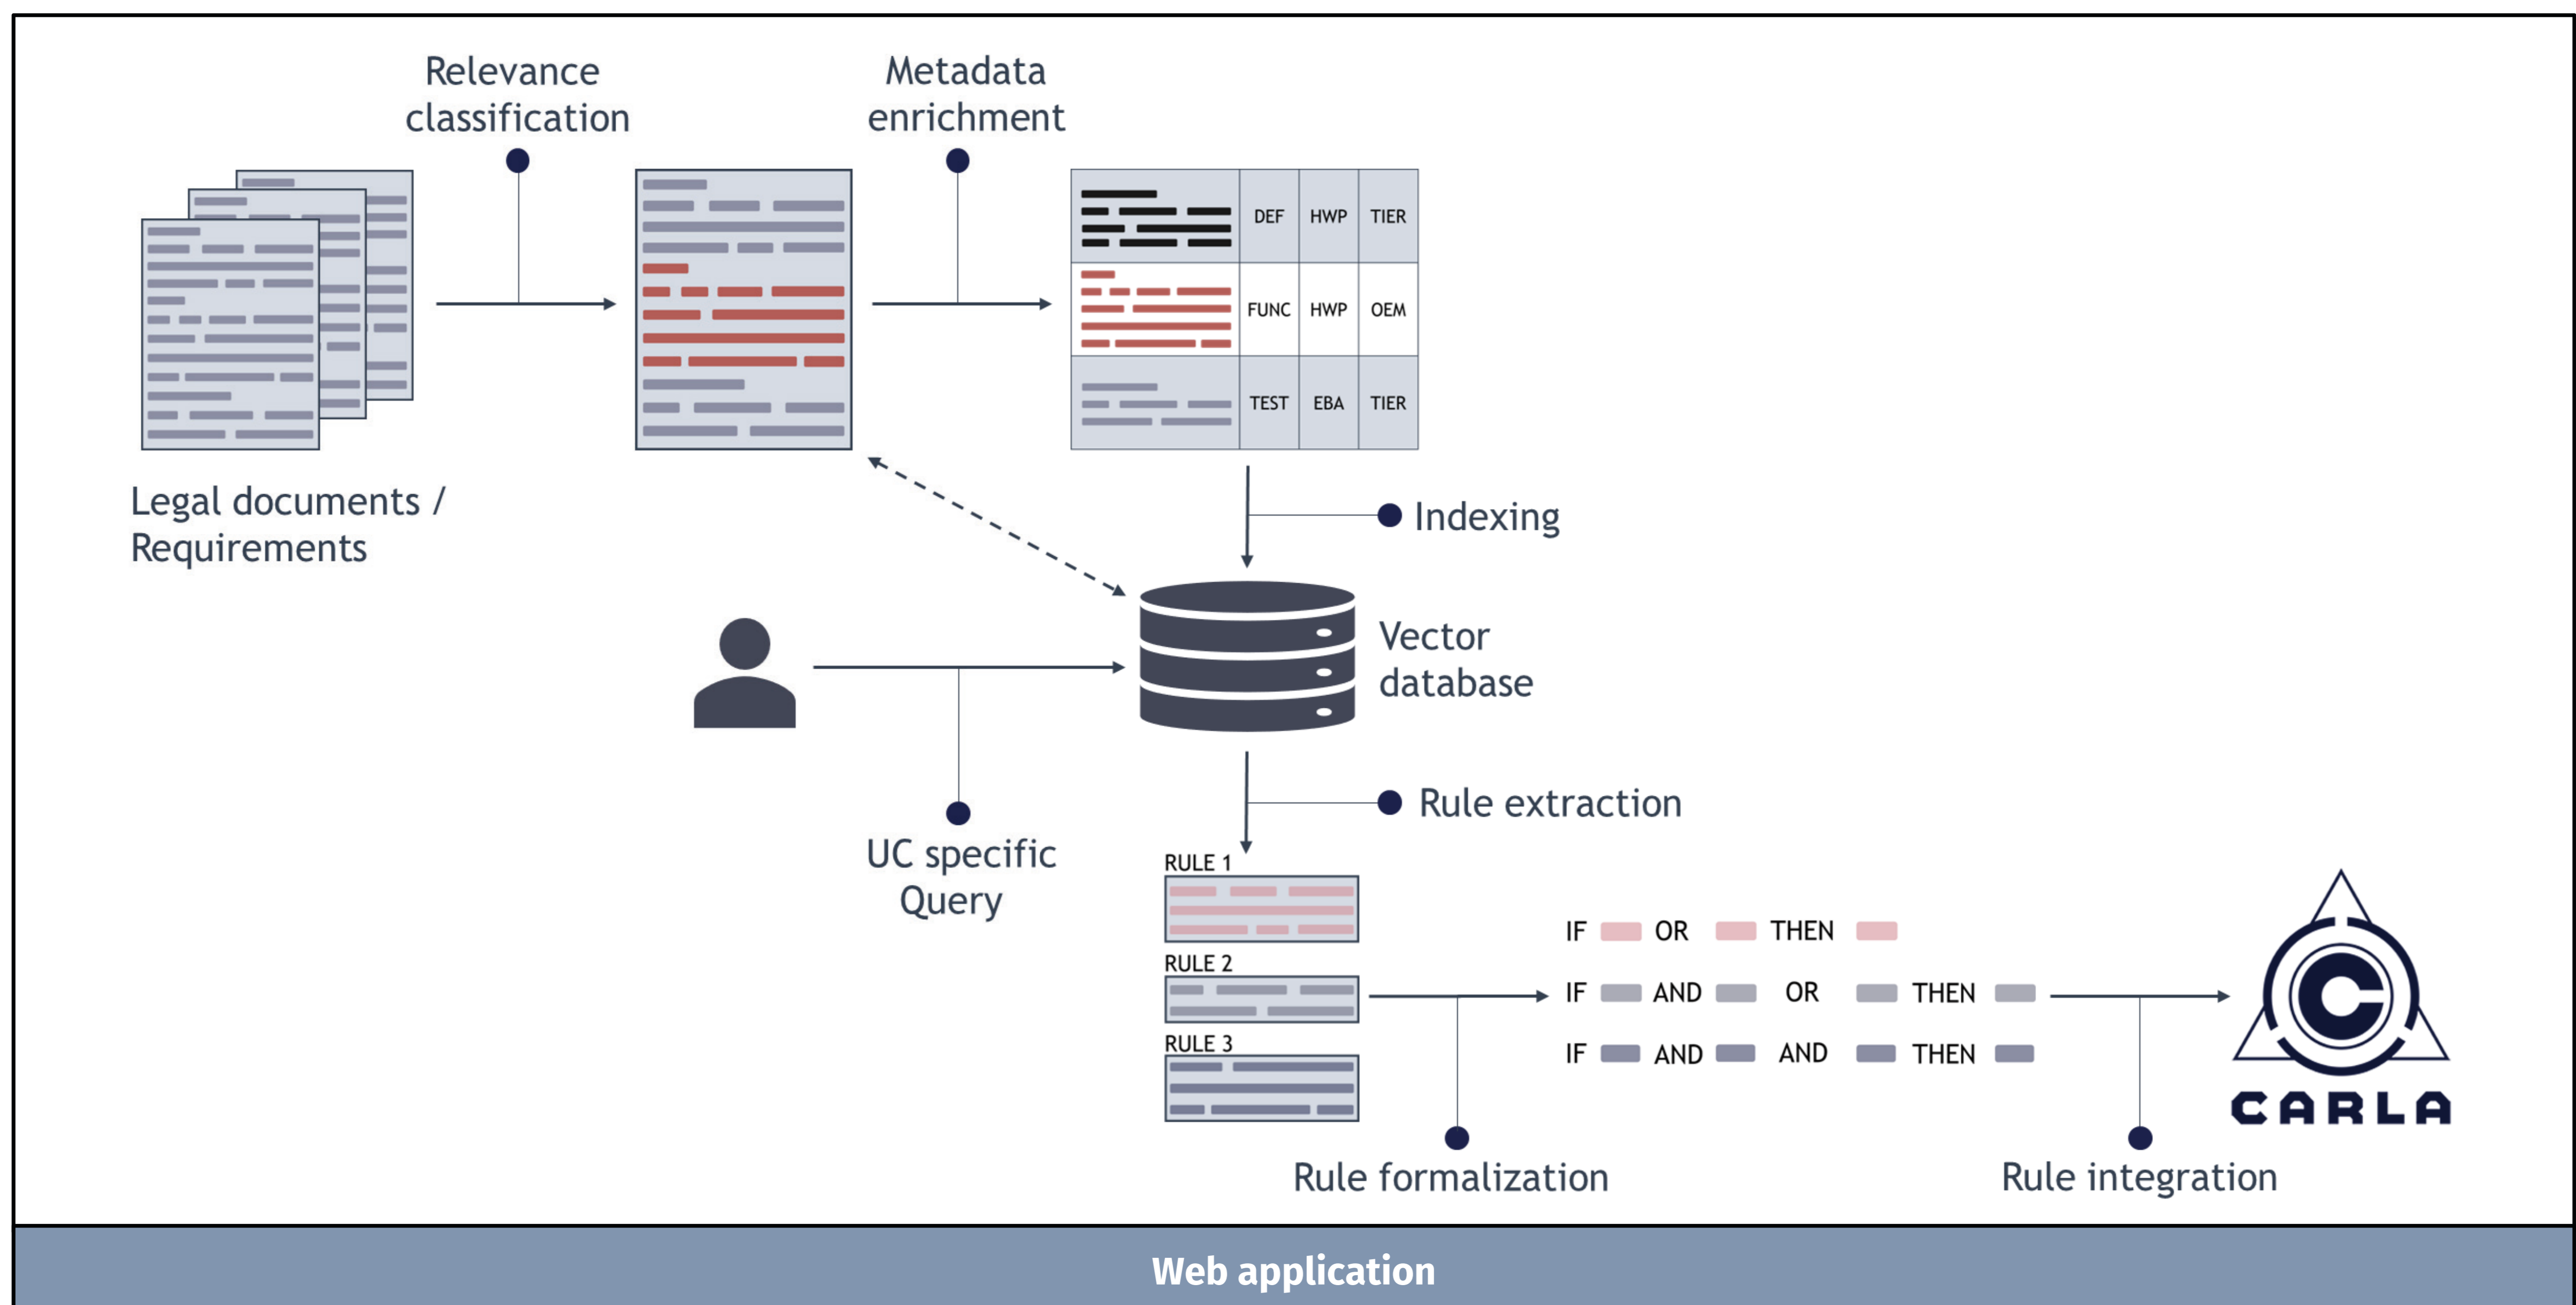 Relevance
classification
Metadata
enrichment
DEF HWP TIER
FUNC HWP OEM
TEST EBA TIER
Legal documents /
Requirements
Indexing
Vector
database
UC specific
Query
Rule extraction
RULE 1
RULE 2
RULE 3
IF OR THEN
IF AND OR THEN
IF AND AND THEN
CARLA
Rule formalization
Rule integration
Web application